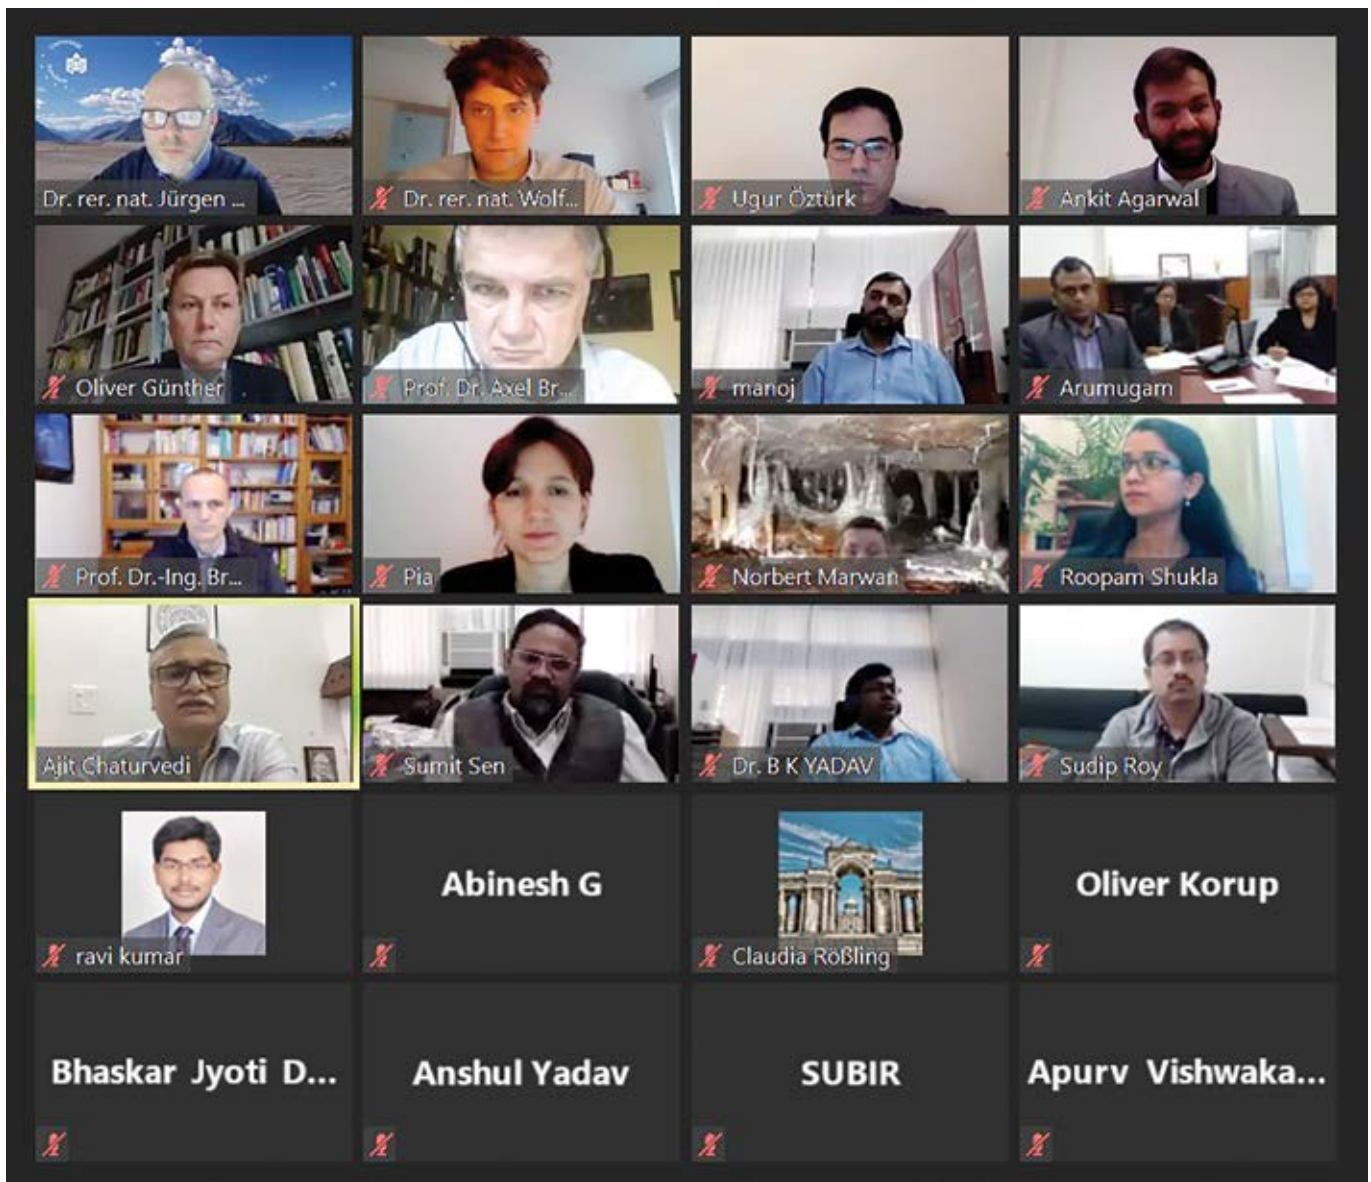 Dr. rer. nat. Jürgen ...
Dr. rer. nat. Wolf...
Ugur Öztürk
Ankit Agarwal
Oliver Günther
Prof. Dr. Axel Br...
manoj
Arumugam
Prof. Dr.-Ing. Br...
Pia
Norbert Marwan
Roopam Shukla
Ajit Chaturvedi
Sumit Sen
Dr. B K YADAV
Sudip Roy
ravi kumar
Abinesh G
Claudia Rößling
Oliver Korup
Bhaskar Jyoti D...
Anshul Yadav
SUBIR
Apurv Vishwaka...